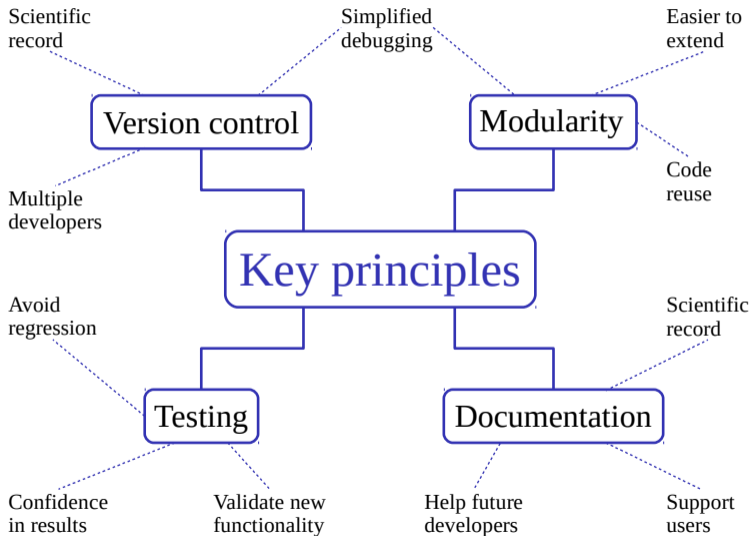 Scientific
record
Simplified
debugging
Easier to
extend
Version control
Modularity
Code
reuse
Multiple
developers
Key principles
Avoid
regression
Scientific
record
Testing
Documentation
Confidence
in results
Validate new
functionality
Help future
developers
Support
users